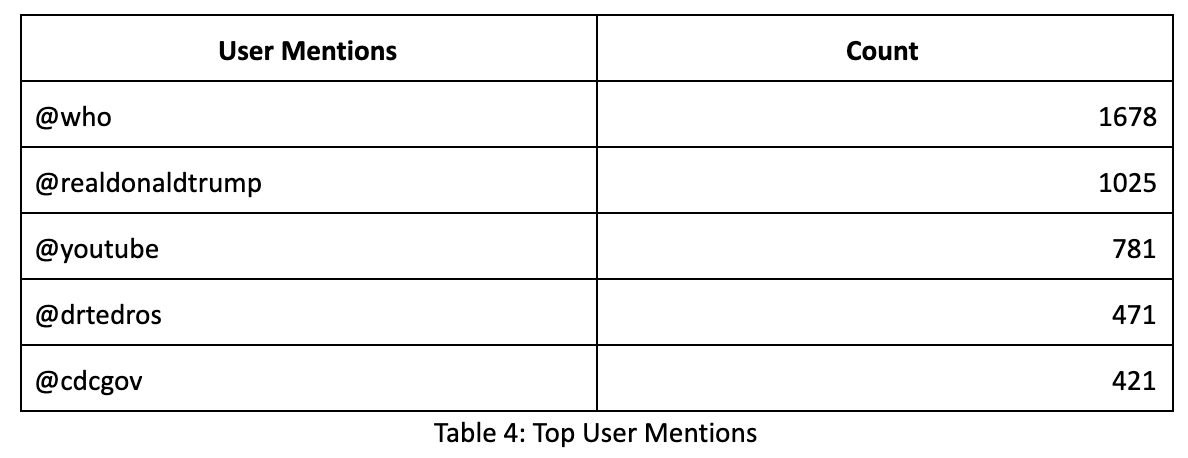 User Mentions Count
@who 1678
@realdonaldtrump 1025
@youtube 781
@drtedros 471
@cdcgov 421
Table 4: Top User Mentions